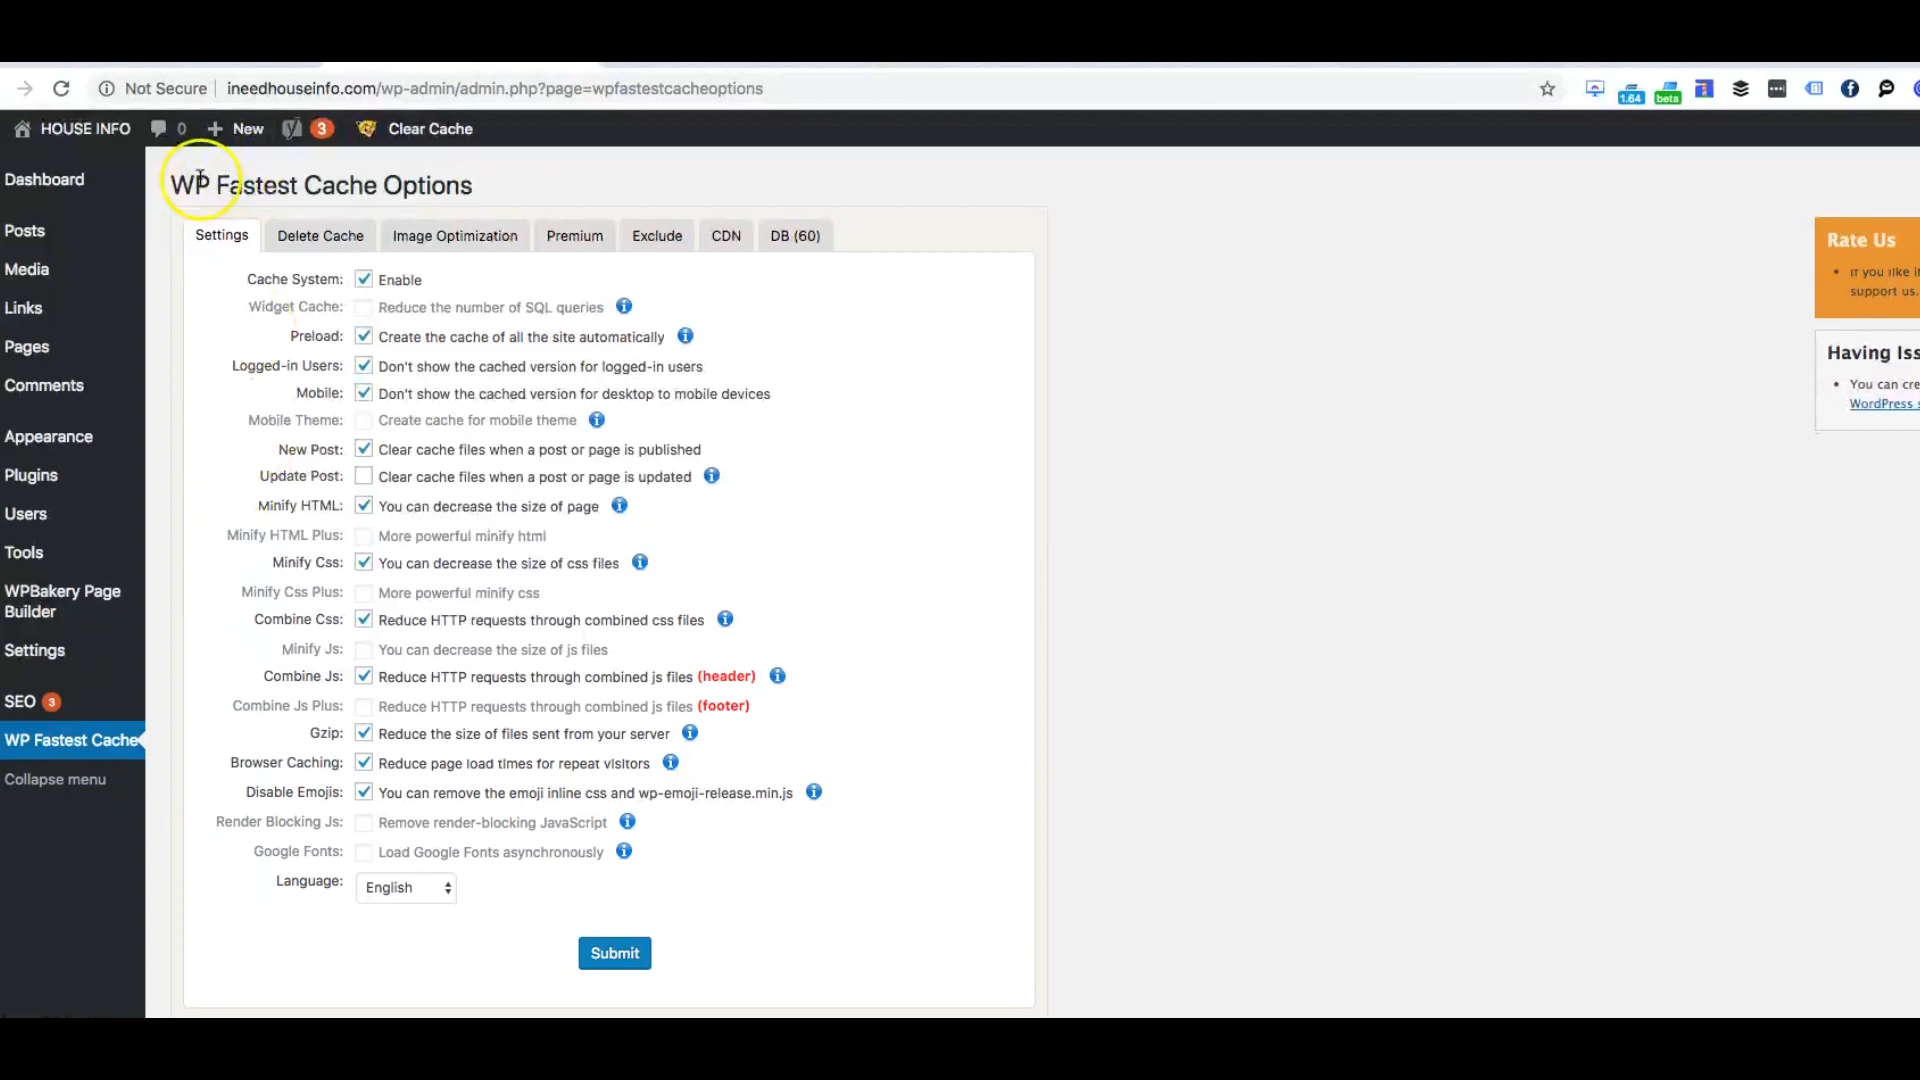 Not Secure ineedhouseinfo.com/wp-admin/admin.php?page=wpfastestcacheoptions
1.64
beta
HOUSE INFO 0 New 3 Clear Cache
Dashboard
Posts
Media
Links
Pages
Comments
Appearance
Plugins
Users
Tools
WPBakery Page
Builder
Settings
SEO 3
WP Fastest Cache
Collapse menu
WP Fastest Cache Options
Settings Delete Cache Image Optimization Premium Exclude CDN DB (60)
Cache System: Enable
Widget Cache: Reduce the number of SQL queries
Preload: Create the cache of all the site automatically
Logged-in Users: Don't show the cached version for logged-in users
Mobile: Don't show the cached version for desktop to mobile devices
Mobile Theme: Create cache for mobile theme
New Post: Clear cache files when a post or page is published
Update Post: Clear cache files when a post or page is updated
Minify HTML: You can decrease the size of page
Minify HTML Plus: More powerful minify html
Minify Css: You can decrease the size of css files
Minify Css Plus: More powerful minify css
Combine Css: Reduce HTTP requests through combined css files
Minify Js: You can decrease the size of js files
Combine Js: Reduce HTTP requests through combined js files (header)
Combine Js Plus: Reduce HTTP requests through combined js files (footer)
Gzip: Reduce the size of files sent from your server
Browser Caching: Reduce page load times for repeat visitors
Disable Emojis: You can remove the emoji inline css and wp-emoji-release.min.js
Render Blocking Js: Remove render-blocking JavaScript
Google Fonts: Load Google Fonts asynchronously
Language: English
Submit
Rate Us
If you like i
support us.
Having Iss
You can cre
WordPress s